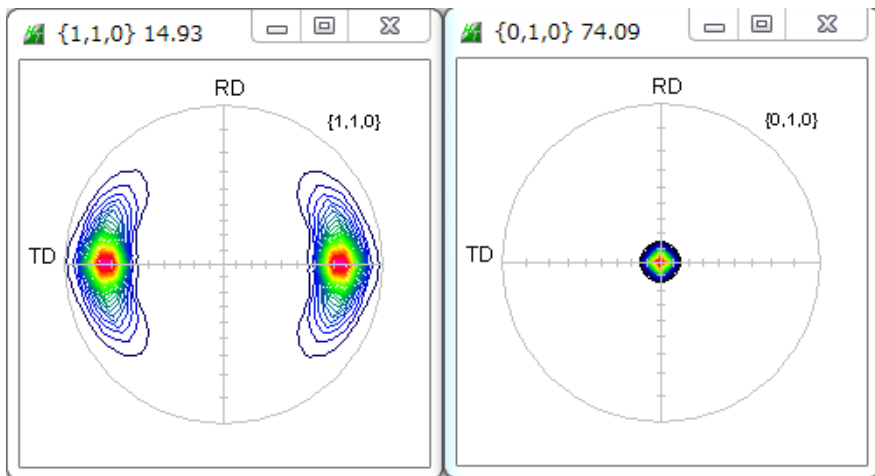 {1,1,0} 14.93
RD
{1,1,0}
TD
{0,1,0} 74.09
RD
{0,1,0}
TD